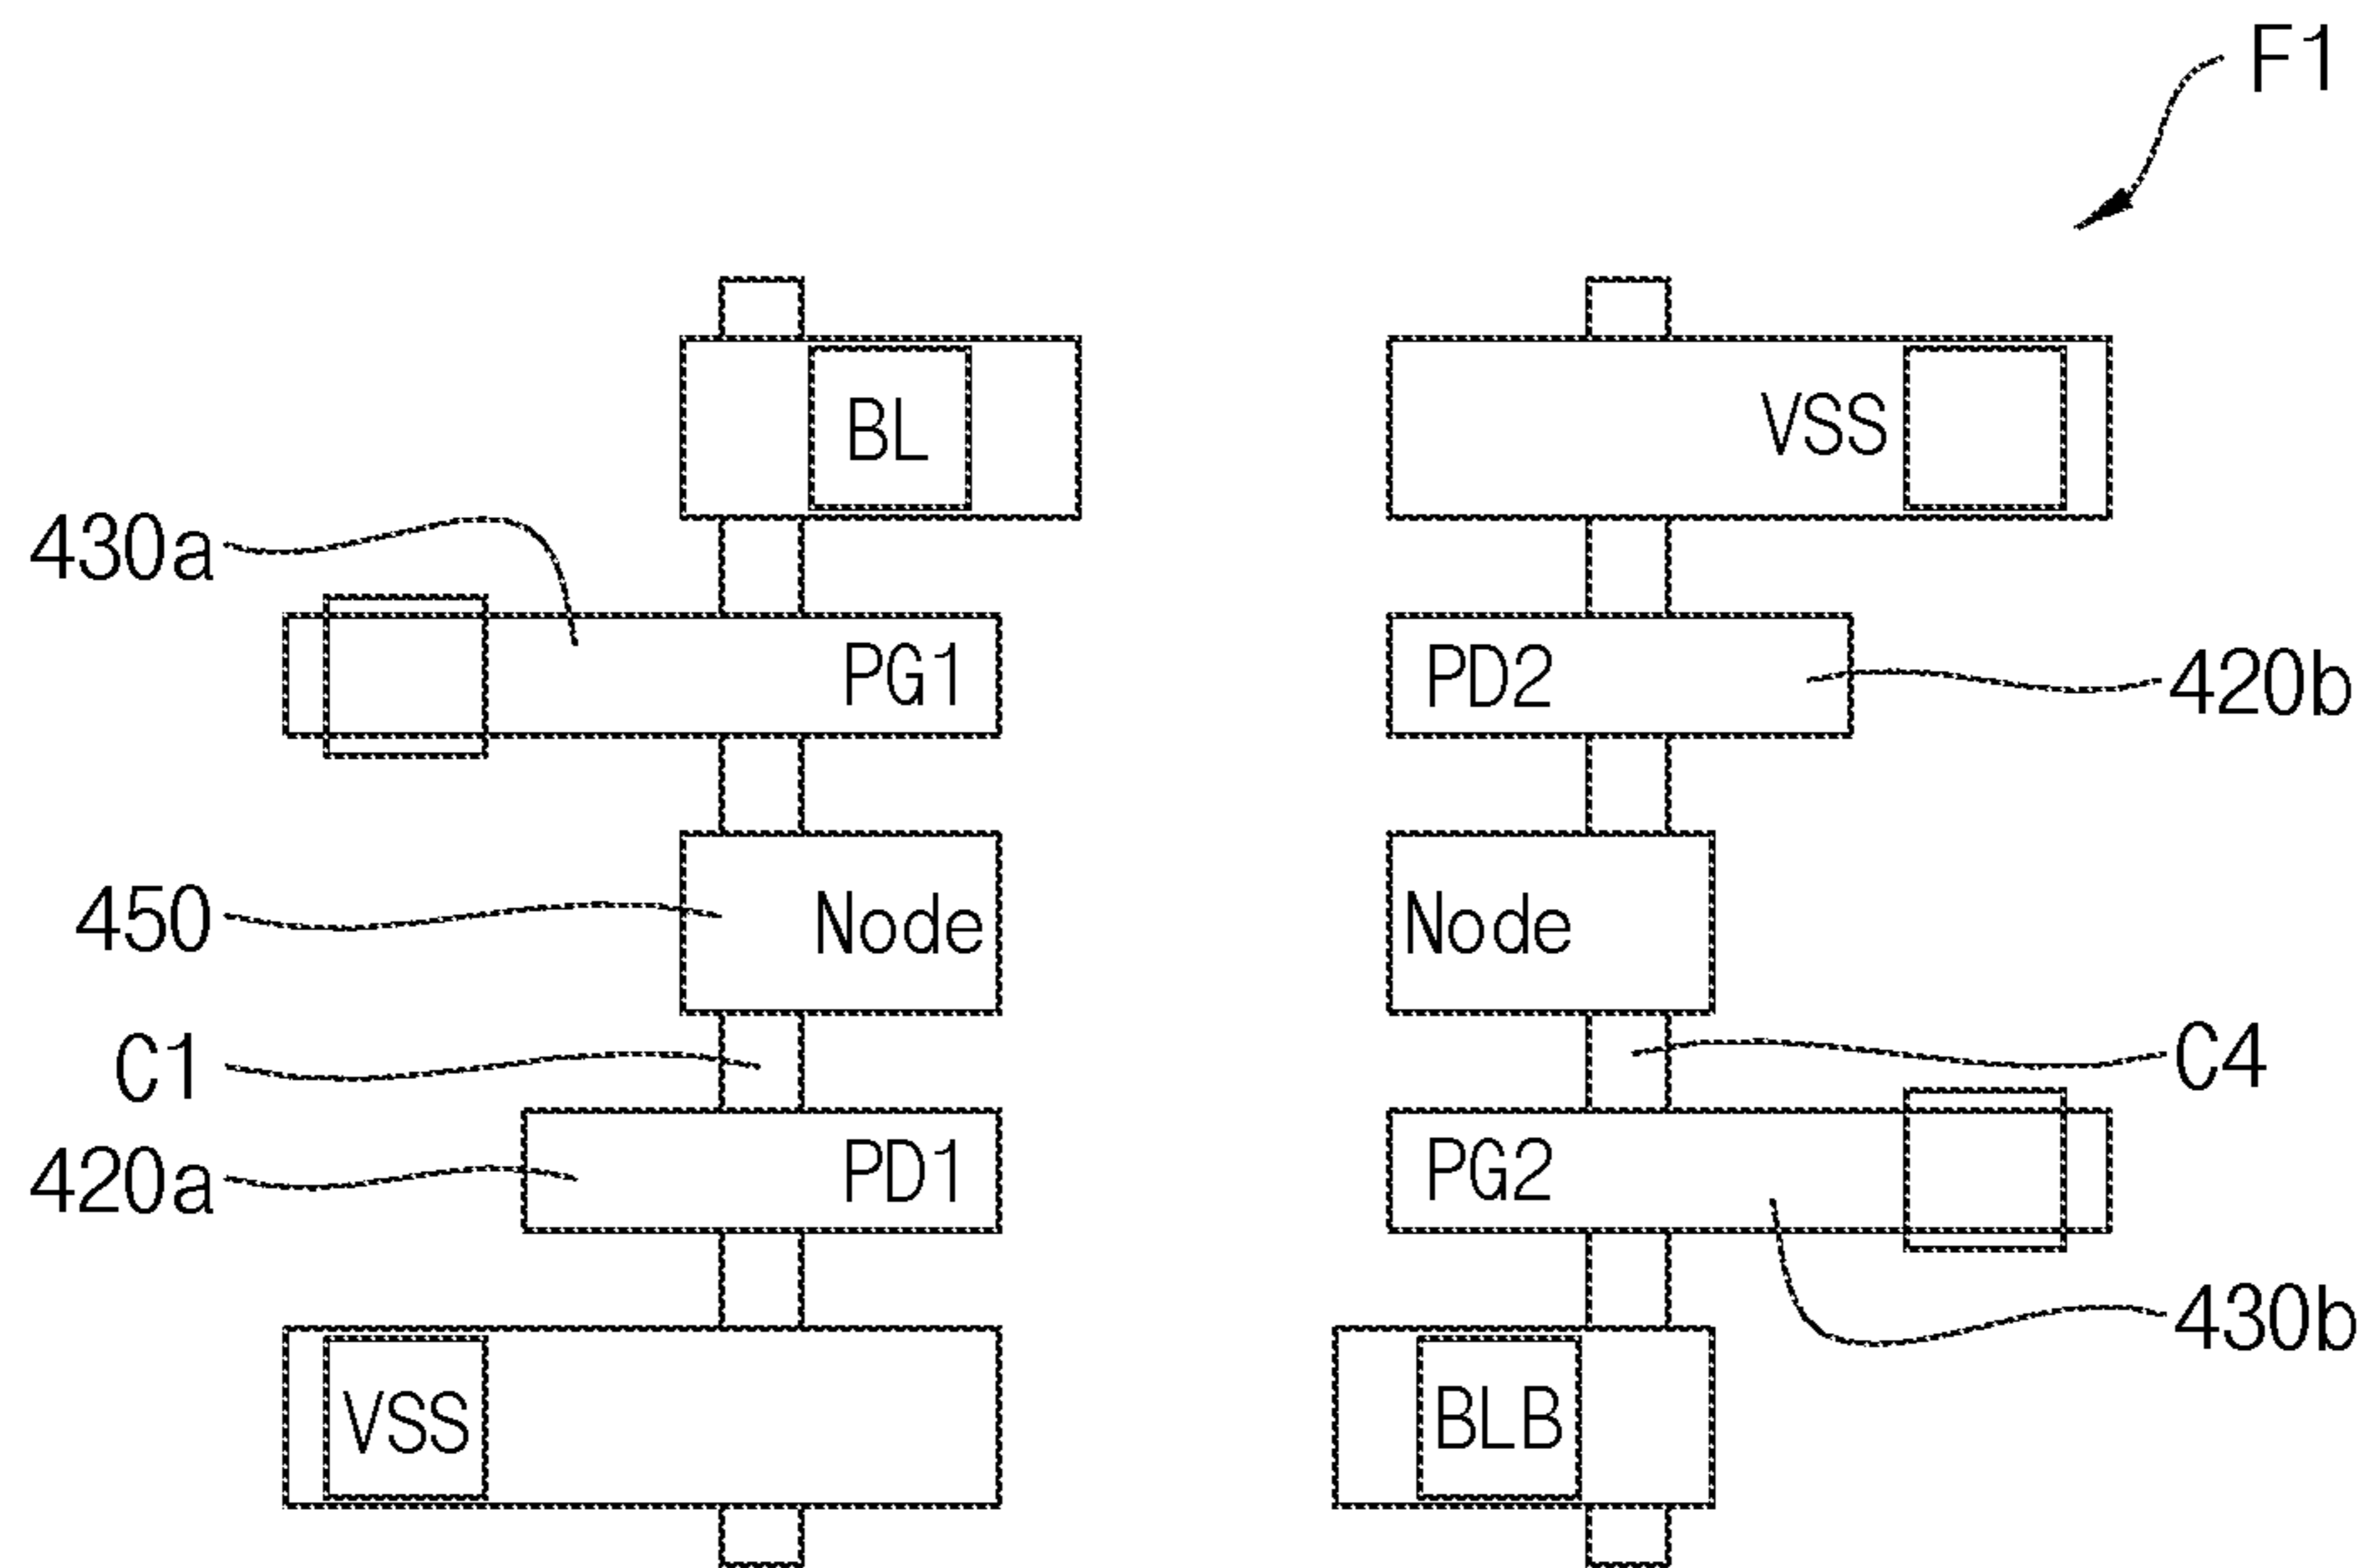 F1
BL
VSS
430a
PG1
PD2
420b
450
Node
Node
C1
C4
420a
PD1
PG2
430b
VSS
BLB